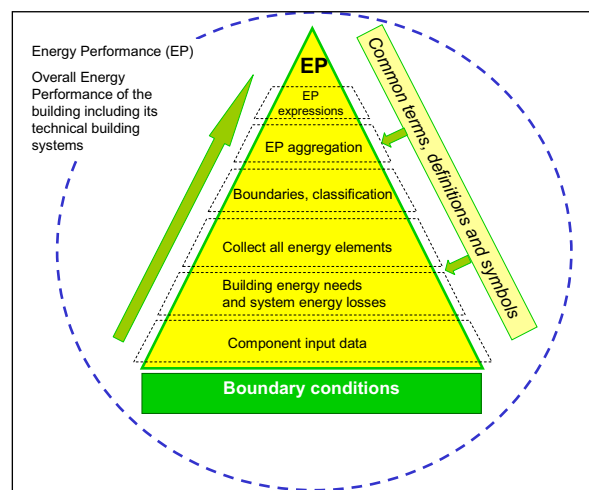 Energy Performance (EP)
Overall Energy
Performance of the
building including its
technical building
systems
EP
EP
expressions
EP aggregation
Boundaries, classification
Collect all energy elements
Building energy needs
and system energy losses
Component input data
Boundary conditions
Common terms, definitions and symbols